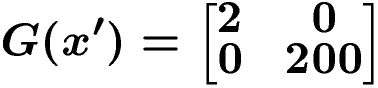 G(x′) = [2 0
0 200]